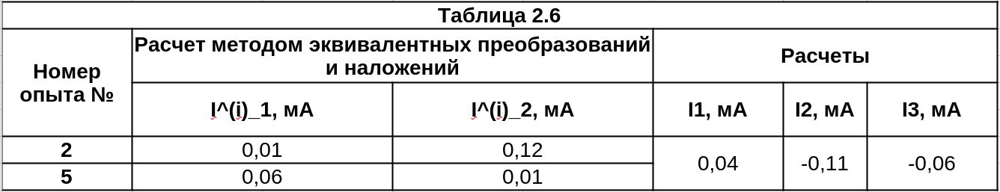 Таблица 2.6
Номер
опыта №
Расчет методом эквивалентных преобразований
и наложений
Расчеты
I^(i)_1, мА
I^(i)_2, мА
I1, мА
I2, мА
I3, мА
2
0,01
0,12
0,04
-0,11
-0,06
5
0,06
0,01